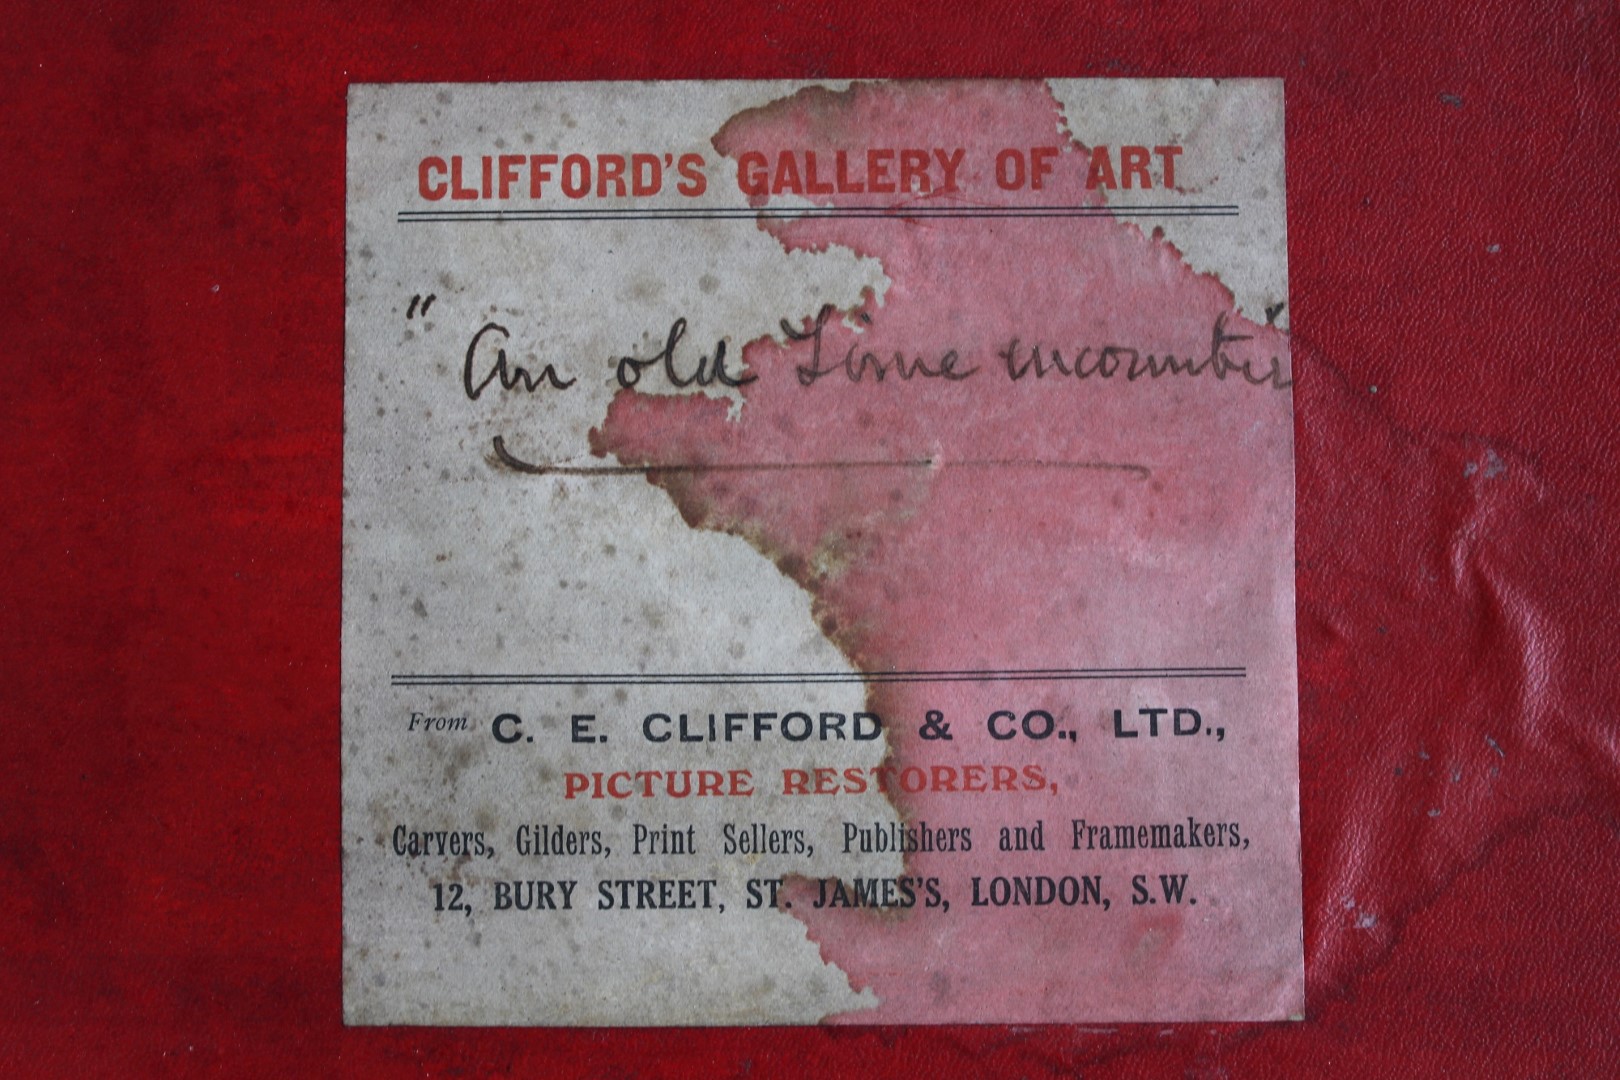 CLIFFORD'S GALLERY OF ART
" An old Time encounter "
From C. E. CLIFFORD & CO., LTD.,
PICTURE RESTORERS,
Carvers, Gilders, Print Sellers, Publishers and Framemakers,
12, BURY STREET, ST. JAMES'S, LONDON, S.W.